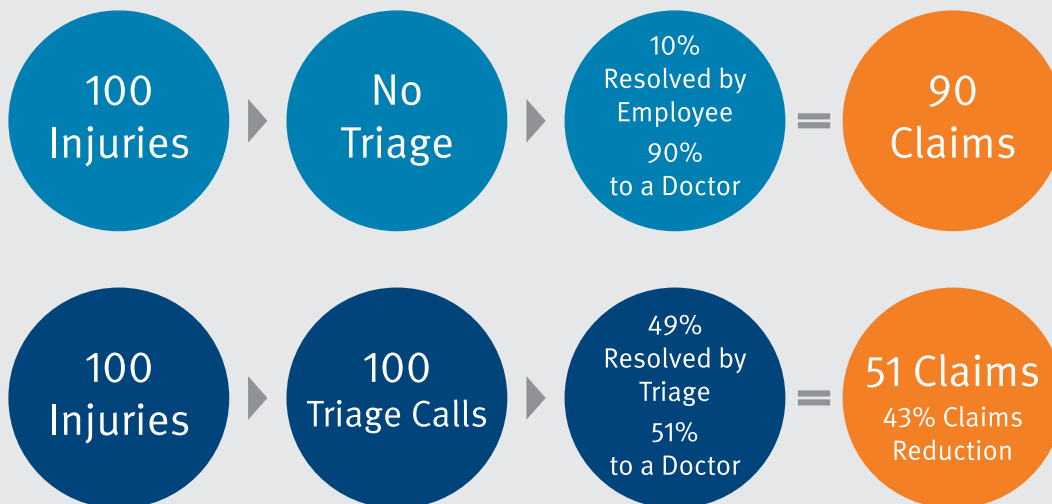 100
Injuries
No
Triage
10%
Resolved by
Employee
90%
to a Doctor
90
Claims
100
Injuries
100
Triage Calls
49%
Resolved by
Triage
51%
to a Doctor
51 Claims
43% Claims
Reduction